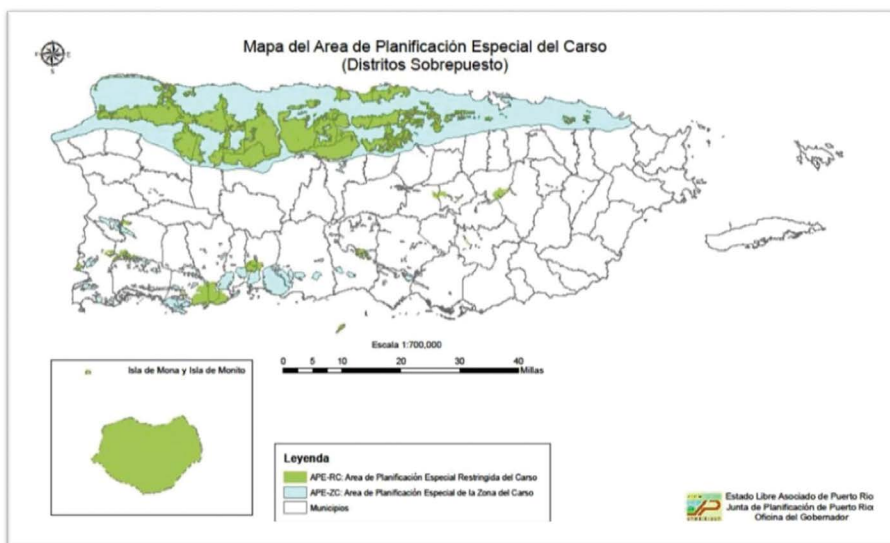 Mapa del Area de Planificación Especial del Carso
(Distritos Sobrepuesto)
Escala 1:700,000
0 5 10 20 30 40
Millas
Isla de Mona y Isla de Monito
Leyenda
APE-RC: Area de Planificación Especial Restringida del Carso
APE-ZC: Area de Planificación Especial de la Zona del Carso
Municipios
Estado Libre Asociado de Puerto Rico
Junta de Planificación de Puerto Rico
Oficina del Gobernador